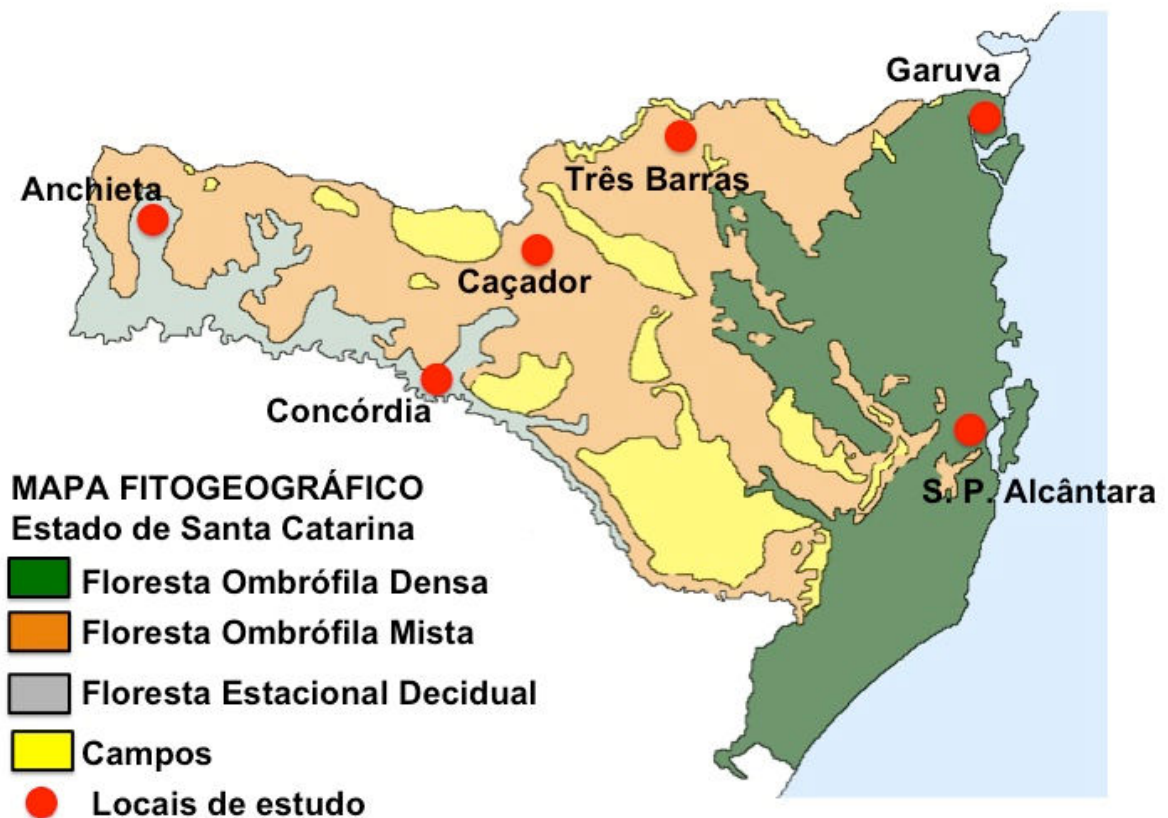 Garuva
Três Barras
Anchieta
Caçador
Concórdia
S. P. Alcântara
MAPA FITOGEOGRÁFICO
Estado de Santa Catarina
Floresta Ombrófila Densa
Floresta Ombrófila Mista
Floresta Estacional Decidual
Campos
Locais de estudo